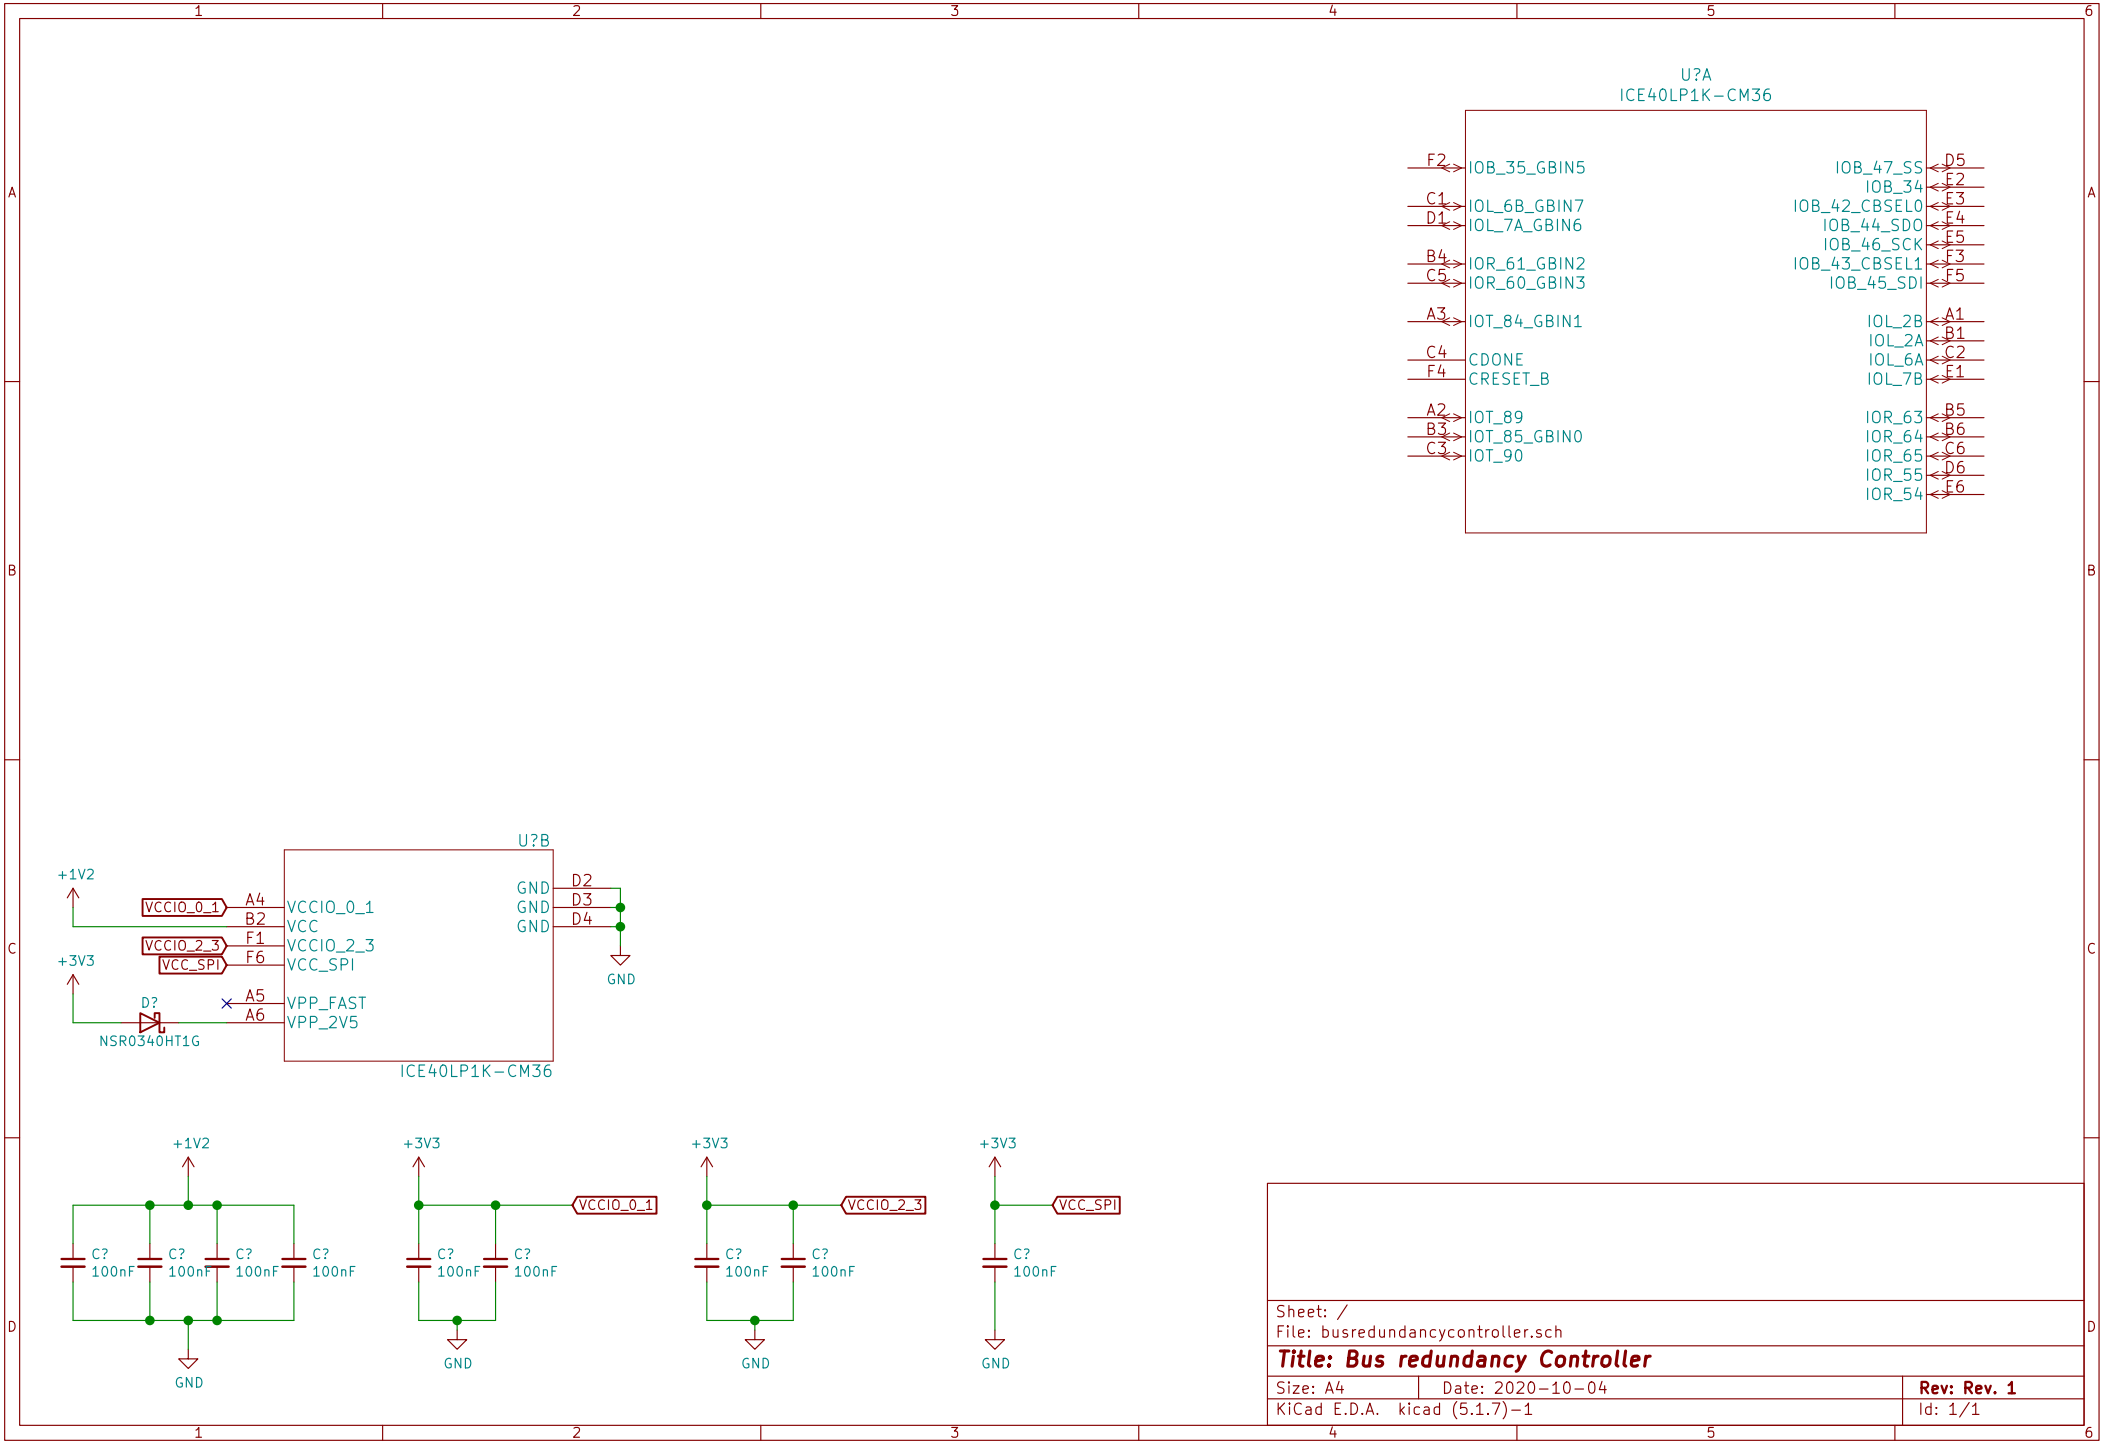 1 2 3 4 5 6
U?A
ICE40LP1K-CM36
F2 IOB_35_GBIN5 IOB_47_SS D5
A A
IOB_34 E2
C1 IOL_6B_GBIN7 IOB_42_CBSEL0 E3
D1 IOL_7A_GBIN6 IOB_44_SDO E4
IOB_46_SCK E5
B4 IOR_61_GBIN2 IOB_43_CBSEL1 F3
C5 IOR_60_GBIN3 IOB_45_SDI F5
A3 IOT_84_GBIN1 IOL_2B A1
IOL_2A B1
C4 CDONE IOL_6A C2
F4 CRESET_B IOL_7B E1
A2 IOT_89 IOR_63 B5
B3 IOT_85_GBIN0 IOR_64 B6
C3 IOT_90 IOR_65 C6
IOR_55 D6
IOR_54 E6
B B
U?B
+1V2
GND D2
VCCIO_0_1 A4 VCCIO_0_1 GND D3
B2 VCC GND D4
VCCIO_2_3 F1 VCCIO_2_3
C C
+3V3 VCC_SPI F6 VCC_SPI
GND
D? A5 VPP_FAST
A6 VPP_2V5
NSR0340HT1G
ICE40LP1K-CM36
+1V2 +3V3 +3V3 +3V3
VCCIO_0_1 VCCIO_2_3 VCC_SPI
C? C? C? C? C? C? C? C? C?
100nF 100nF 100nF 100nF 100nF 100nF 100nF 100nF 100nF
D D
GND GND GND GND
Sheet: /
File: busredundancycontroller.sch
Title: Bus redundancy Controller
Size: A4 Date: 2020-10-04 Rev: Rev. 1
KiCad E.D.A. kicad (5.1.7)-1 Id: 1/1
1 2 3 4 5 6